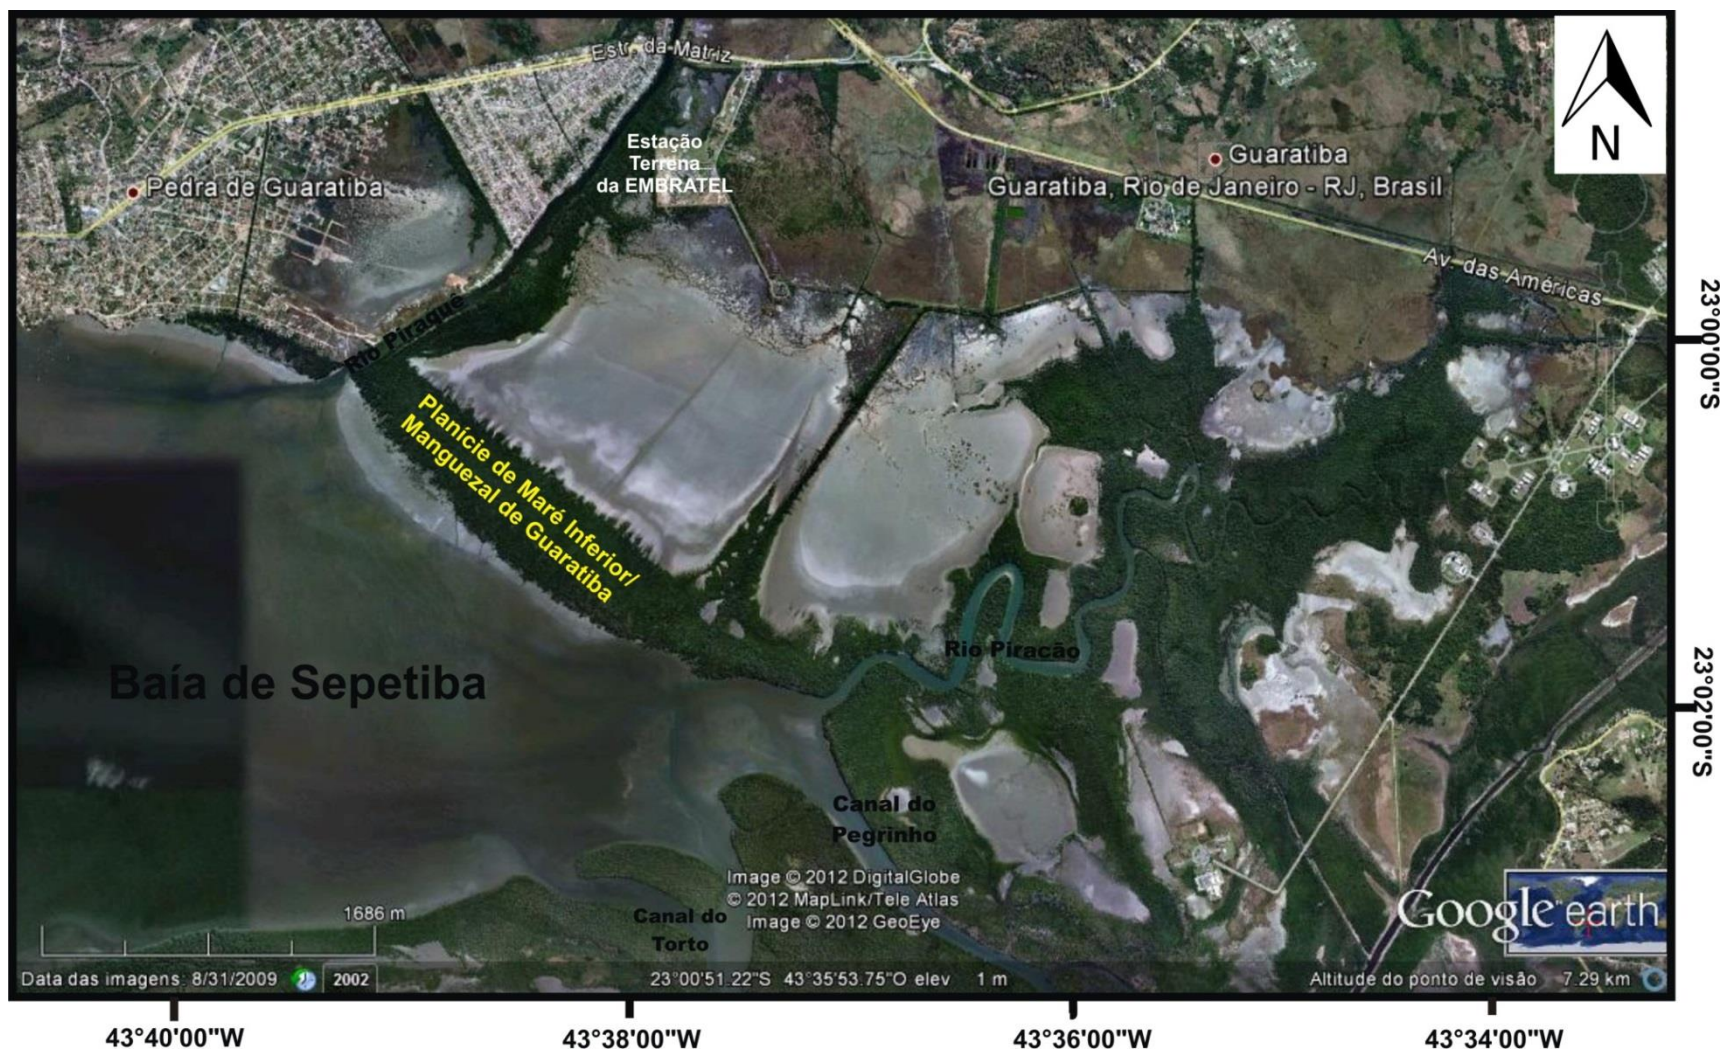 Estr. da Matriz
Estação
Terrena
da EMBRATEL
N
Guaratiba
Pedra de Guaratiba
Guaratiba, Rio de Janeiro - RJ, Brasil
Av. das Américas
Rio Piraquê
23°00'00"S
Planície de Maré Inferior/
Manguezal de Guaratiba
Rio Piracão
Baía de Sepetiba
23°02'00"S
Canal do
Pegrinho
Image © 2012 DigitalGlobe
© 2012 MapLink/Tele Atlas
Image © 2012 GeoEye
Canal do
Torto
1686 m
Google earth
Data das imagens: 8/31/2009
2002
23°00'51.22"S 43°35'53.75"O elev 1 m
Altitude do ponto de visão 7.29 km
43°40'00"W
43°38'00"W
43°36'00"W
43°34'00"W